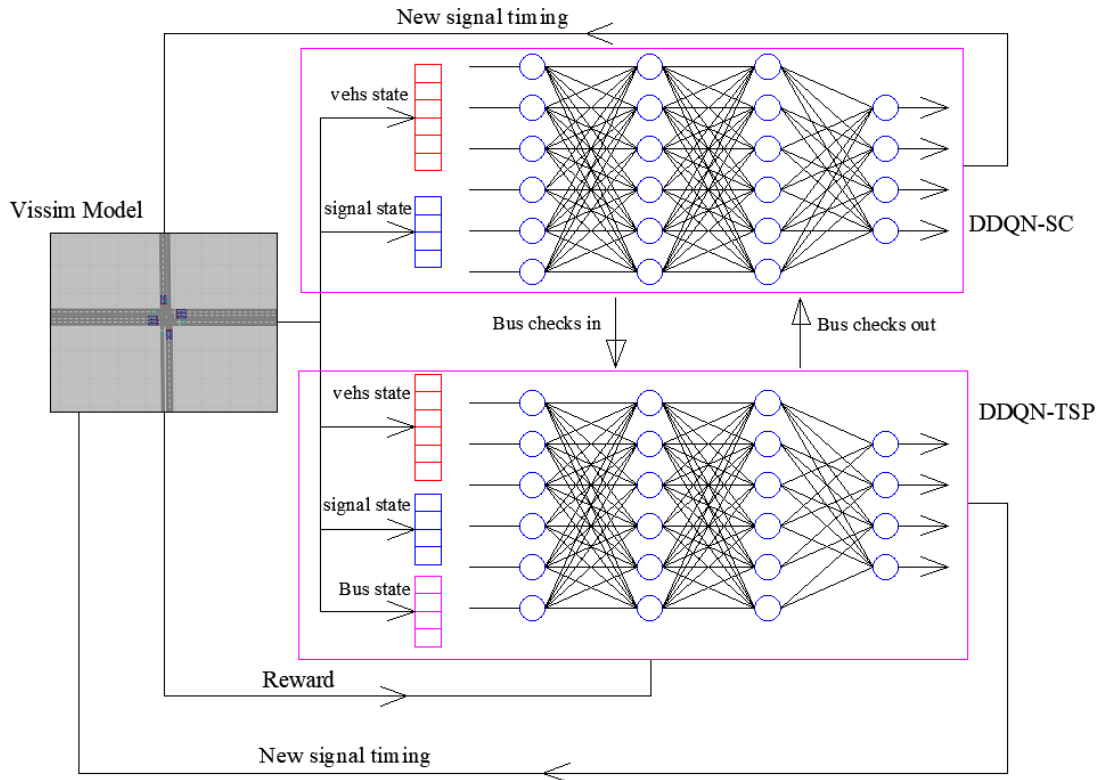 New signal timing
vehs state
signal state
Vissim Model
DDQN-SC
Bus checks in
Bus checks out
vehs state
DDQN-TSP
signal state
Bus state
Reward
New signal timing